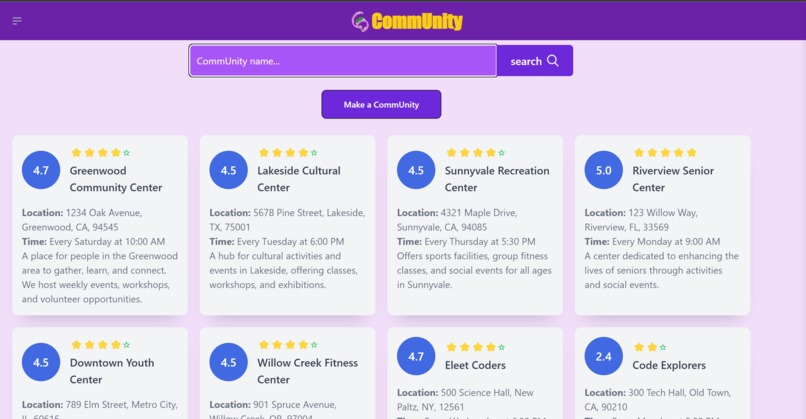 CommUnity
CommUnity name...
search
Make a CommUnity
4.7
Greenwood
Community Center
Location: 1234 Oak Avenue,
Greenwood, CA, 94545
Time: Every Saturday at 10:00 AM
A place for people in the Greenwood
area to gather, learn, and connect.
We host weekly events, workshops,
and volunteer opportunities.
4.5
Lakeside Cultural
Center
Location: 5678 Pine Street, Lakeside,
TX, 75001
Time: Every Tuesday at 6:00 PM
A hub for cultural activities and
events in Lakeside, offering classes,
workshops, and exhibitions.
4.5
Sunnyvale Recreation
Center
Location: 4321 Maple Drive,
Sunnyvale, CA, 94085
Time: Every Thursday at 5:30 PM
Offers sports facilities, group fitness
classes, and social events for all ages
in Sunnyvale.
5.0
Riverview Senior
Center
Location: 123 Willow Way,
Riverview, FL, 33569
Time: Every Monday at 9:00 AM
A center dedicated to enhancing the
lives of seniors through activities
and social events.
4.5
Downtown Youth
Center
Location: 789 Elm Street, Metro City,
IL, 60616
4.5
Willow Creek Fitness
Center
Location: 901 Spruce Avenue,
Willow Creek, OR, 97004
4.7
Eleet Coders
Location: 500 Science Hall, New
Paltz, NY, 12561
2.4
Code Explorers
Location: 300 Tech Hall, Old Town,
CA, 90210